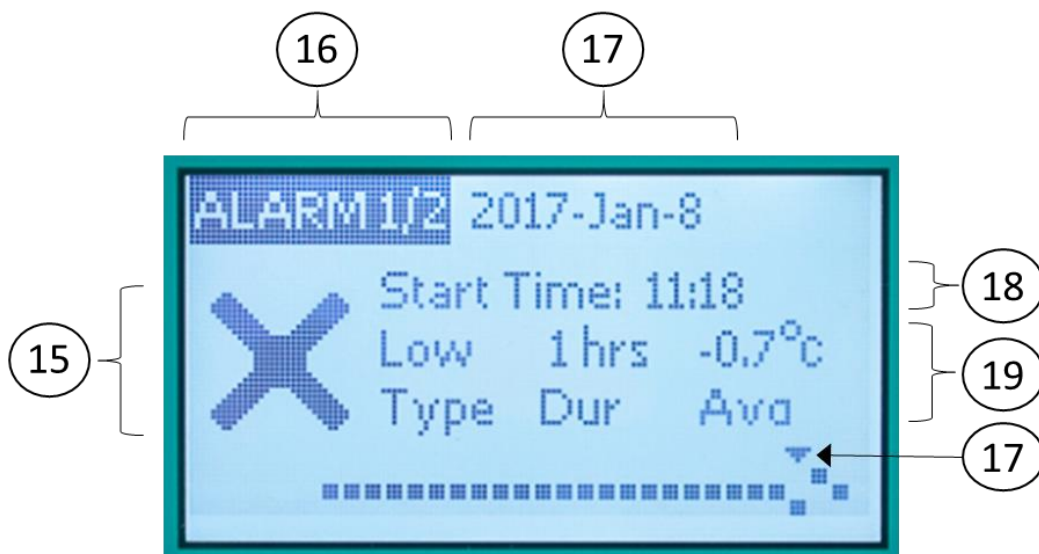 16 17
ALARM 1/2 2017-Jan-8
Start Time: 11:18
18
15
Low 1 hrs -0.7°C
19
Type Dur Avg
17